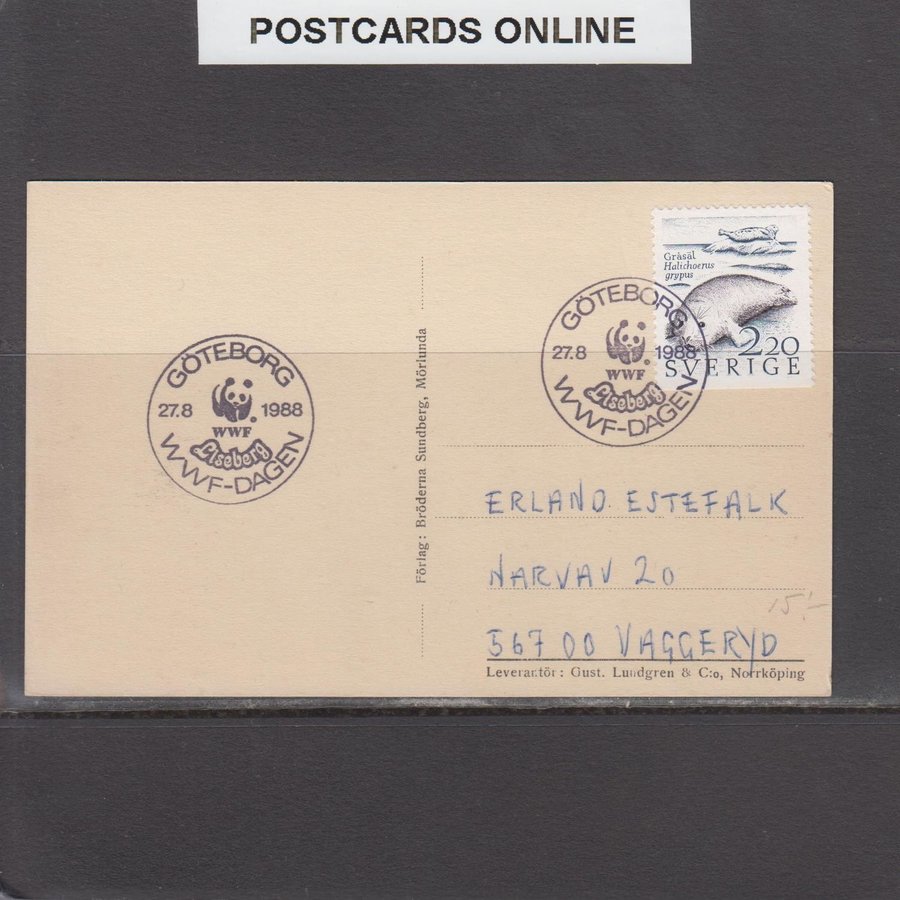 POSTCARDS ONLINE
Gråsäl
Halichoerus
grypus
2 20
SVERIGE
GÖTEBORG
27.8 1988
WWF
Liseberg
WWF-DAGEN
GÖTEBORG
27.8 1988
WWF
Liseberg
WWF-DAGEN
Förlag: Bröderna Sundberg, Mörlunda
ERLAND ESTEFALK
NARVAV 20
15:-
567 00 VAGGERYD
Leverantör: Gust. Lundgren & C:o, Norrköping